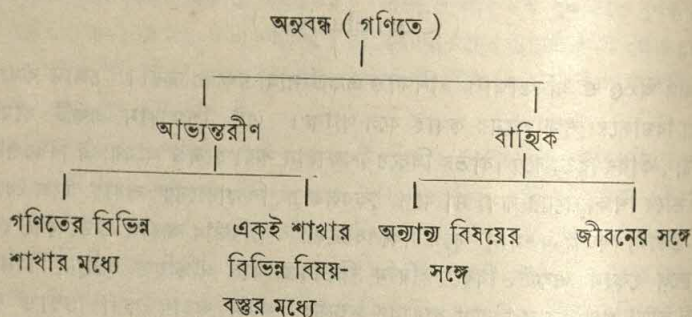 অনুবন্ধ ( গণিতে )
আভ্যন্তরীণ
বাহ্যিক
গণিতের বিভিন্ন
শাখার মধ্যে
একই শাখার
বিভিন্ন বিষয়-
বস্তুর মধ্যে
অন্যান্য বিষয়ের
সঙ্গে
জীবনের সঙ্গে